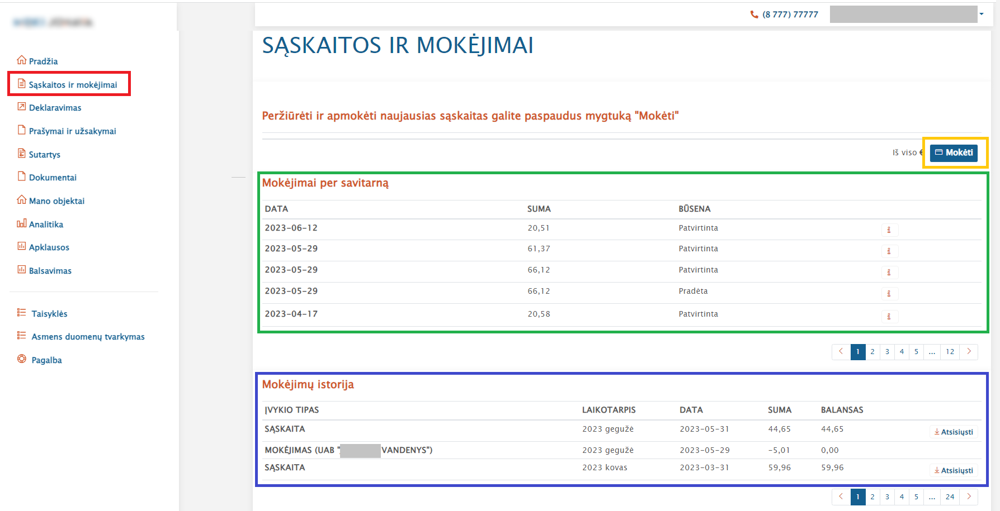 (8 777) 77777
Pradžia
Sąskaitos ir mokėjimai
Deklaravimas
Prašymai ir užsakymai
Sutartys
Dokumentai
Mano objektai
Analitika
Apklausos
Balsavimas
Taisyklės
Asmens duomenų tvarkymas
Pagalba
SĄSKAITOS IR MOKĖJIMAI
Peržiūrėti ir apmokėti naujausias sąskaitas galite paspaudus mygtuką "Mokėti"
Iš viso € Mokėti
Mokėjimai per savitarną
DATA SUMA BŪSENA
2023-06-12 20,51 Patvirtinta
2023-05-29 61,37 Patvirtinta
2023-05-29 66,12 Patvirtinta
2023-05-29 66,12 Pradėta
2023-04-17 20,58 Patvirtinta
1 2 3 4 5 ... 12
Mokėjimų istorija
ĮVYKIO TIPAS LAIKOTARPIS DATA SUMA BALANSAS
SĄSKAITA 2023 gegužė 2023-05-31 44,65 44,65 Atsisiųsti
MOKĖJIMAS (UAB " VANDENYS") 2023 gegužė 2023-05-29 -5,01 0,00
SĄSKAITA 2023 kovas 2023-03-31 59,96 59,96 Atsisiųsti
1 2 3 4 5 ... 24